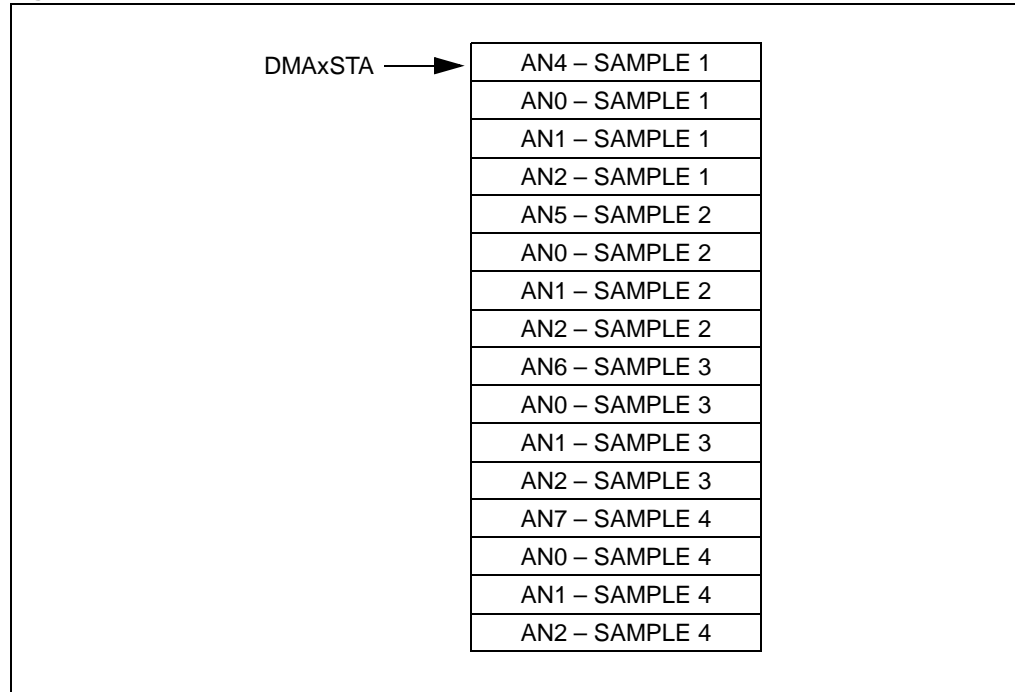 DMAxSTA
AN4 – SAMPLE 1
AN0 – SAMPLE 1
AN1 – SAMPLE 1
AN2 – SAMPLE 1
AN5 – SAMPLE 2
AN0 – SAMPLE 2
AN1 – SAMPLE 2
AN2 – SAMPLE 2
AN6 – SAMPLE 3
AN0 – SAMPLE 3
AN1 – SAMPLE 3
AN2 – SAMPLE 3
AN7 – SAMPLE 4
AN0 – SAMPLE 4
AN1 – SAMPLE 4
AN2 – SAMPLE 4